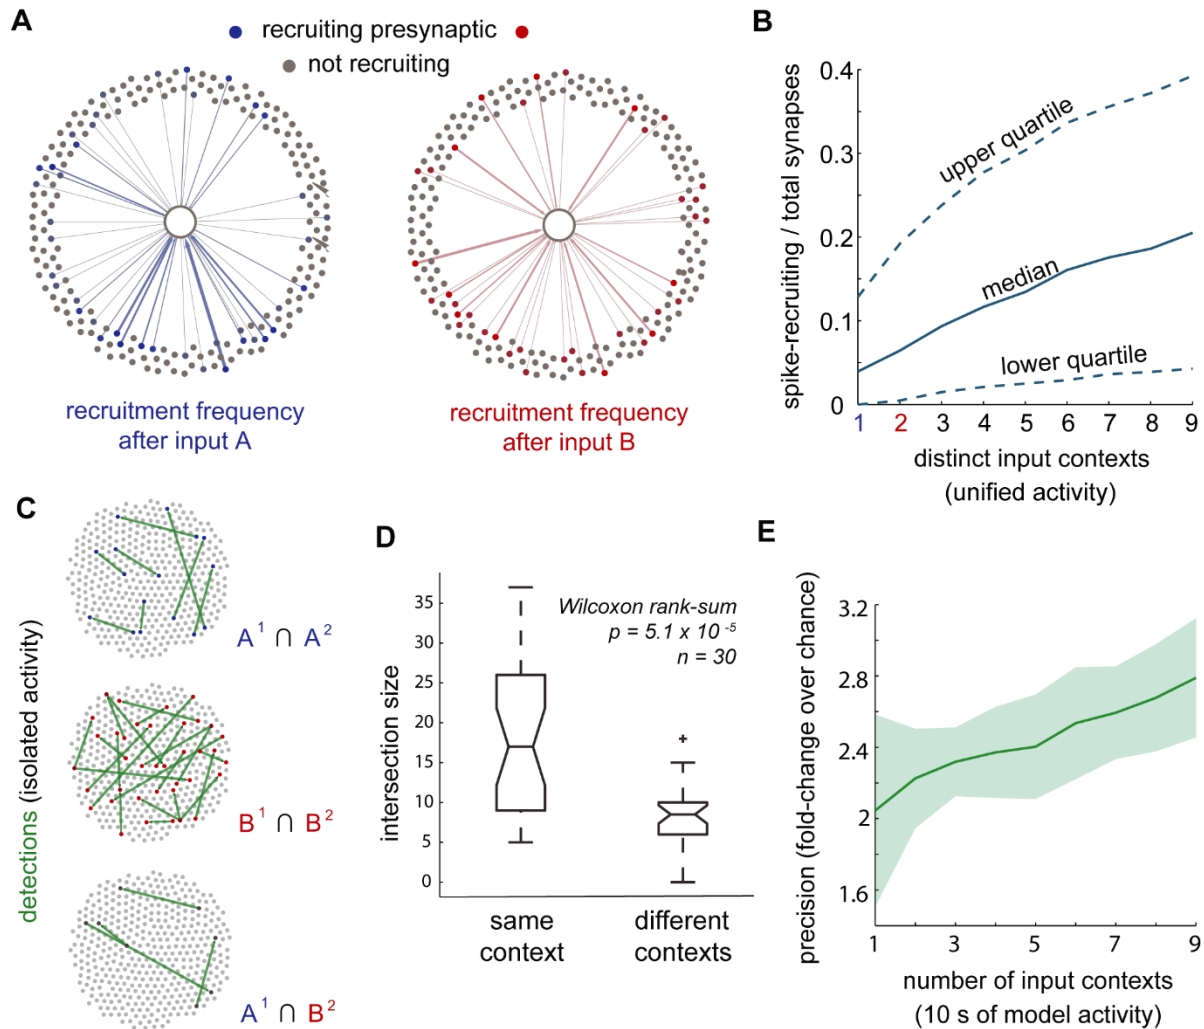 A
recruiting presynaptic
not recruiting
recruitment frequency
after input A
recruitment frequency
after input B
B
spike-recruiting / total synapses
0.4
0.3
0.2
0.1
0
upper quartile
median
lower quartile
1 2 3 4 5 6 7 8 9
distinct input contexts
(unified activity)
C
detections (isolated activity)
A1 ∩ A2
B1 ∩ B2
A1 ∩ B2
D
intersection size
35
30
25
20
15
10
5
0
Wilcoxon rank-sum
p = 5.1 x 10 -5
n = 30
same
context
different
contexts
E
precision (fold-change over chance)
3.2
2.8
2.4
2
1.6
1 3 5 7 9
number of input contexts
(10 s of model activity)